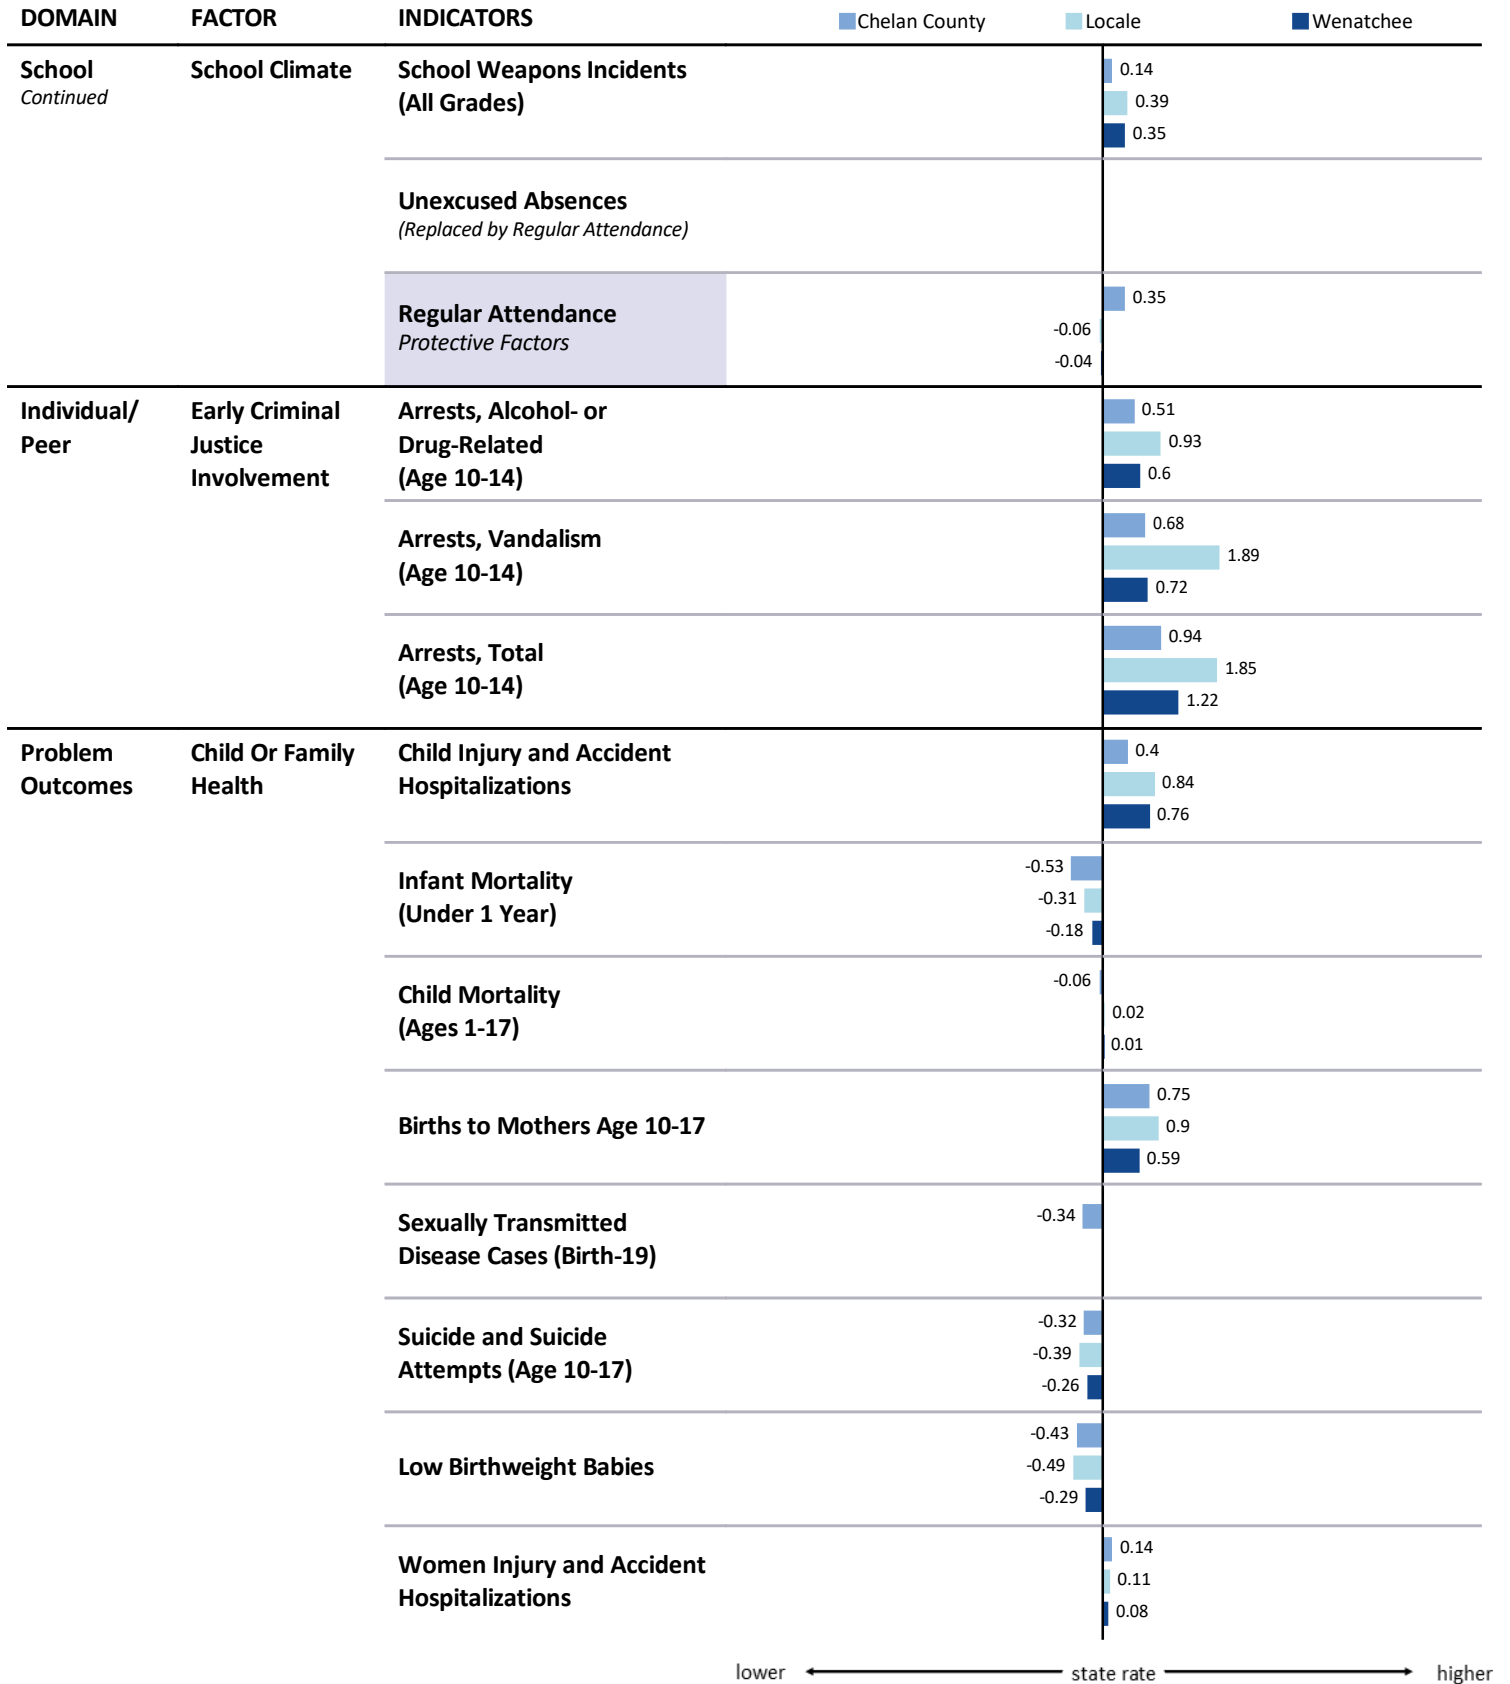 DOMAIN FACTOR INDICATORS Chelan County Locale Wenatchee
School School Climate School Weapons Incidents
Continued
(All Grades)
0.14
0.39
0.35
Unexcused Absences
(Replaced by Regular Attendance)
Regular Attendance
Protective Factors
0.35
-0.06
-0.04
Individual/
Peer
Early Criminal
Justice
Involvement
Arrests, Alcohol- or
Drug-Related
(Age 10-14)
0.51
0.93
0.6
Arrests, Vandalism
(Age 10-14)
0.68
1.89
0.72
Arrests, Total
(Age 10-14)
0.94
1.85
1.22
Problem
Outcomes
Child Or Family
Health
Child Injury and Accident
Hospitalizations
0.4
0.84
0.76
Infant Mortality
(Under 1 Year)
-0.53
-0.31
-0.18
Child Mortality
(Ages 1-17)
-0.06
0.02
0.01
Births to Mothers Age 10-17
0.75
0.9
0.59
Sexually Transmitted
Disease Cases (Birth-19)
-0.34
Suicide and Suicide
Attempts (Age 10-17)
-0.32
-0.39
-0.26
Low Birthweight Babies
-0.43
-0.49
-0.29
Women Injury and Accident
Hospitalizations
0.14
0.11
0.08
lower state rate higher